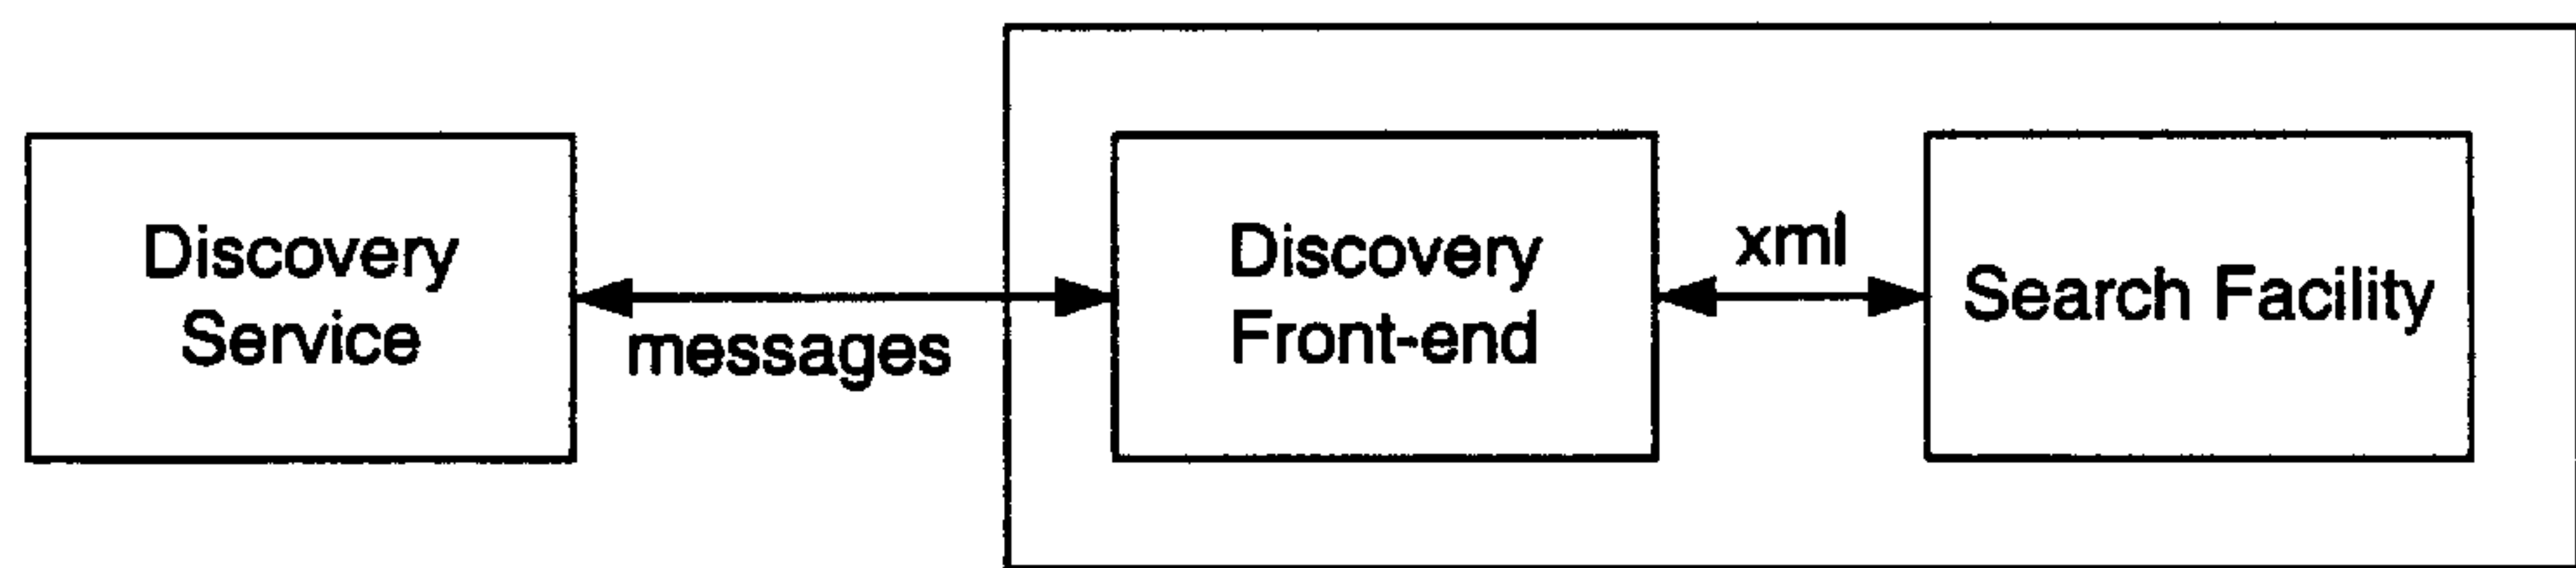 Discovery
Service
messages
Discovery
Front-end
xml
Search Facility